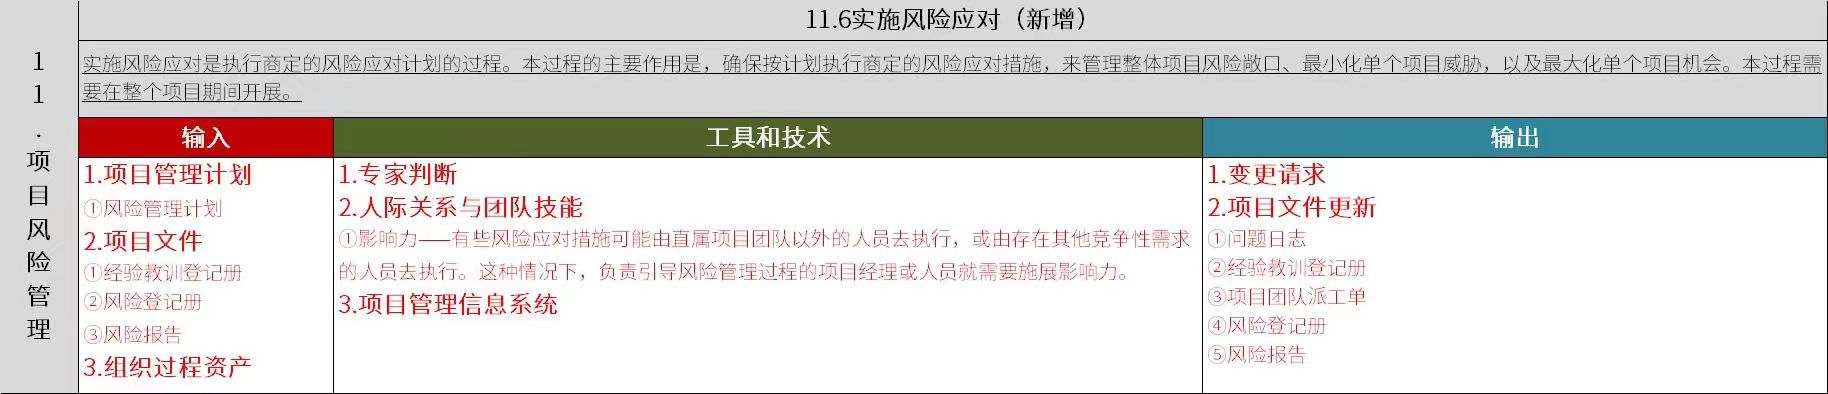 11.项目风险管理
11.6实施风险应对（新增）
实施风险应对是执行商定的风险应对计划的过程。本过程的主要作用是，确保按计划执行商定的风险应对措施，来管理整体项目风险敞口、最小化单个项目威胁，以及最大化单个项目机会。本过程需
要在整个项目期间开展。
输入
1.项目管理计划
①风险管理计划
2.项目文件
①经验教训登记册
②风险登记册
③风险报告
3.组织过程资产
工具和技术
1.专家判断
2.人际关系与团队技能
①影响力——有些风险应对措施可能由直属项目团队以外的人员去执行，或由存在其他竞争性需求
的人员去执行。这种情况下，负责引导风险管理过程的项目经理或人员就需要施展影响力。
3.项目管理信息系统
输出
1.变更请求
2.项目文件更新
①问题日志
②经验教训登记册
③项目团队派工单
④风险登记册
⑤风险报告